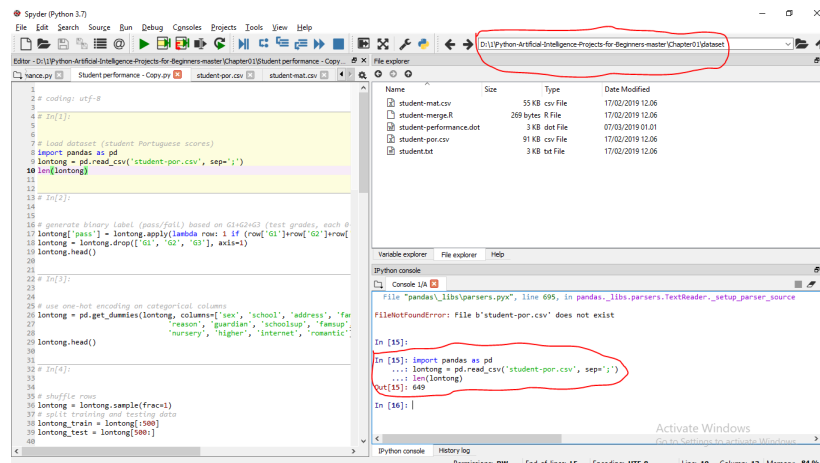 Spyder (Python 3.7)
File Edit Search Source Run Debug Consoles Projects Tools View Help
D:\1\Python-Artificial-Intelligence-Projects-for-Beginners-master\Chapter01\dataset
Editor - D:\1\Python-Artificial-Intelligence-Projects-for-Beginners-master\Chapter01\Student performance - Copy...
nance.py Student performance - Copy.py student-por.csv student-mat.csv
1
2 # coding: utf-8
3
4 # In[1]:
5
6
7 # load dataset (student Portuguese scores)
8 import pandas as pd
9 lontong = pd.read_csv('student-por.csv', sep=';')
10 len(lontong)
11
12
13 # In[2]:
14
15
16 # generate binary label (pass/fail) based on G1+G2+G3 (test grades, each 0
17 lontong['pass'] = lontong.apply(lambda row: 1 if (row['G1']+row['G2']+row[
18 lontong = lontong.drop(['G1', 'G2', 'G3'], axis=1)
19 lontong.head()
20
21
22 # In[3]:
23
24
25 # use one-hot encoding on categorical columns
26 lontong = pd.get_dummies(lontong, columns=['sex', 'school', 'address', 'fam
27 'reason', 'guardian', 'schoolsup', 'famsup'
28 'nursery', 'higher', 'internet', 'romantic'
29 lontong.head()
30
31
32 # In[4]:
33
34
35 # shuffle rows
36 lontong = lontong.sample(frac=1)
37 # split training and testing data
38 lontong_train = lontong[:500]
39 lontong_test = lontong[500:]
40
File explorer
Name Size Type Date Modified
student-mat.csv 55 KB csv File 17/02/2019 12.06
student-merge.R 269 bytes R File 17/02/2019 12.06
student-performance.dot 3 KB dot File 07/03/2019 01.01
student-por.csv 91 KB csv File 17/02/2019 12.06
student.txt 3 KB txt File 17/02/2019 12.06
Variable explorer File explorer Help
IPython console
Console 1/A
File "pandas\_libs\parsers.pyx", line 695, in pandas._libs.parsers.TextReader._setup_parser_source
FileNotFoundError: File b'student-por.csv' does not exist
In [15]:
In [15]: import pandas as pd
...: lontong = pd.read_csv('student-por.csv', sep=';')
...: len(lontong)
Out[15]: 649
In [16]:
Activate Windows
Go to Settings to activate Windows.
IPython console History log